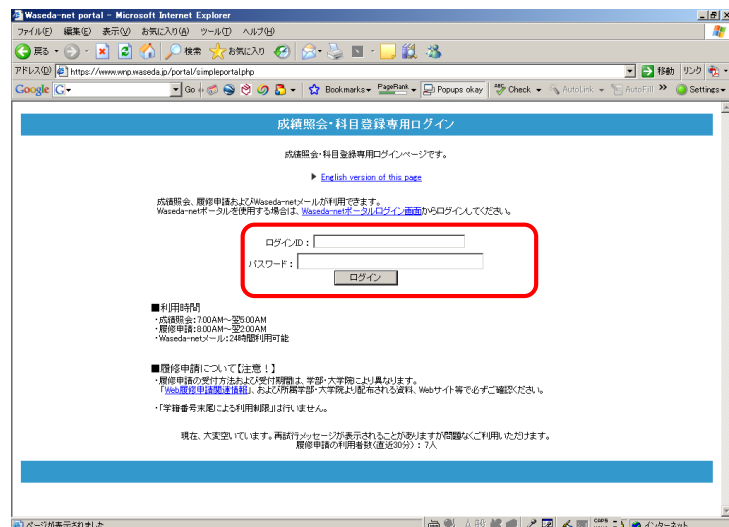 Waseda-net portal - Microsoft Internet Explorer
ファイル(F) 編集(E) 表示(V) お気に入り(A) ツール(T) ヘルプ(H)
戻る 検索 お気に入り
アドレス(D) https://www.wnp.waseda.jp/portal/simpleportal.php 移動 リンク
Google G Go Bookmarks PageRank Popups okay ABC Check AutoLink AutoFill Settings
成績照会・科目登録専用ログイン
成績照会・科目登録専用ログインページです。
English version of this page
成績照会、履修申請およびWaseda-netメールが利用できます。
Waseda-netポータルを使用する場合は、Waseda-netポータルログイン画面からログインしてください。
ログインID：
パスワード：
ログイン
■利用時間
・成績照会:7:00AM～翌5:00AM
・履修申請:8:00AM～翌2:00AM
・Waseda-netメール:24時間利用可能
■履修申請について【注意！】
・履修申請の受付方法および受付期間は、学部・大学院により異なります。
「Web履修申請関連情報」、および所属学部・大学院より配布される資料、Webサイト等で必ずご確認ください。
・「学籍番号末尾による利用制限」は行いません。
現在、大変空いています。再試行メッセージが表示されることがありますが問題なくご利用いただけます。
履修申請の利用者数(直近30分)：7人
ページが表示されました
CAPS
インターネット